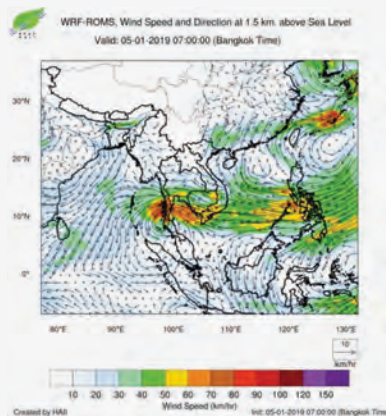 WRF-ROMS, Wind Speed and Direction at 1.5 km. above Sea Level
Valid: 05-01-2019 07:00:00 (Bangkok Time)
30°N
20°N
10°N
0°
80°E 90°E 100°E 110°E 120°E 130°E
10
km/hr
10 20 30 40 50 60 70 80 90 100 120 150
Wind Speed (km/hr)
Created by HAII
Init: 05-01-2019 07:00:00 (Bangkok Time)